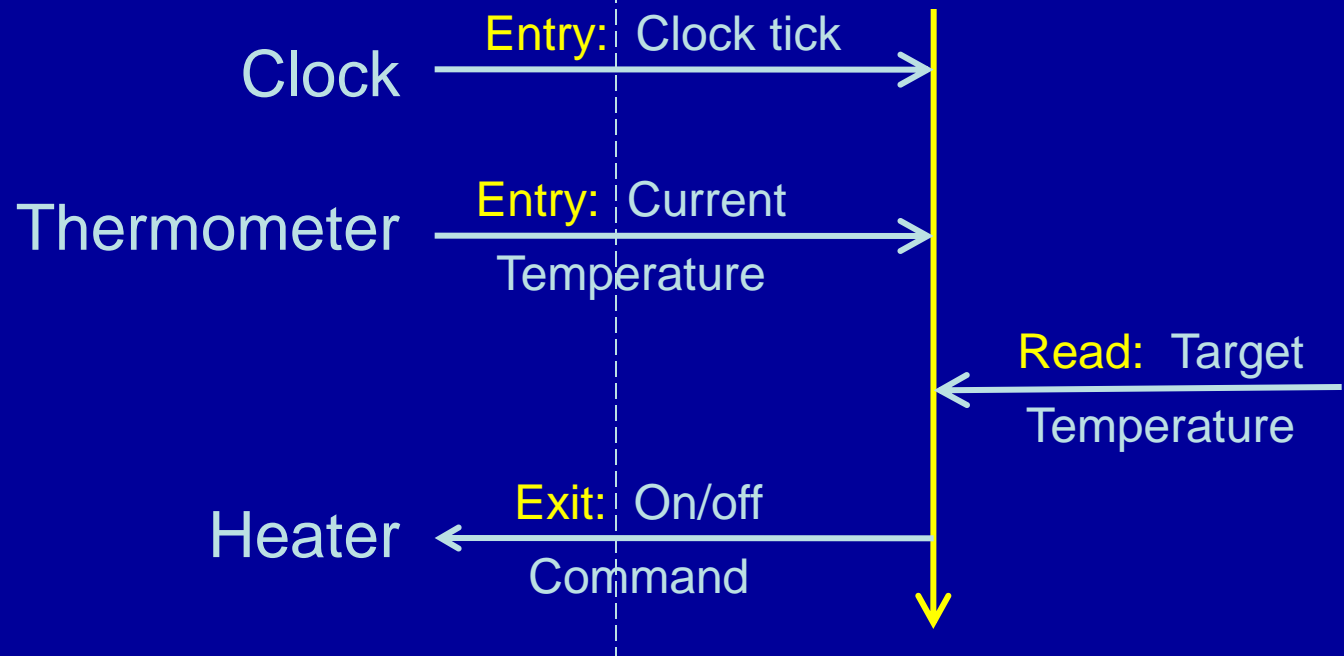 Entry: Clock tick
Clock
Entry: Current
Thermometer
Temperature
Read: Target
Temperature
Exit: On/off
Heater
Command